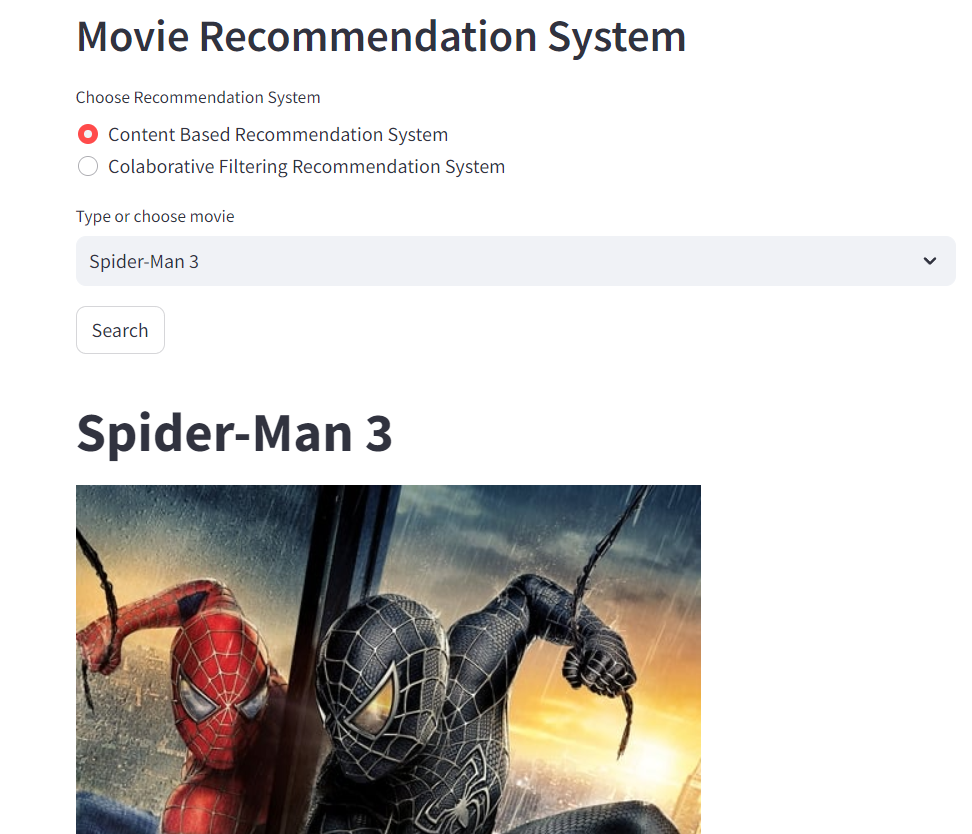 Movie Recommendation System
Choose Recommendation System
Content Based Recommendation System
Colaborative Filtering Recommendation System
Type or choose movie
Spider-Man 3
Search
Spider-Man 3